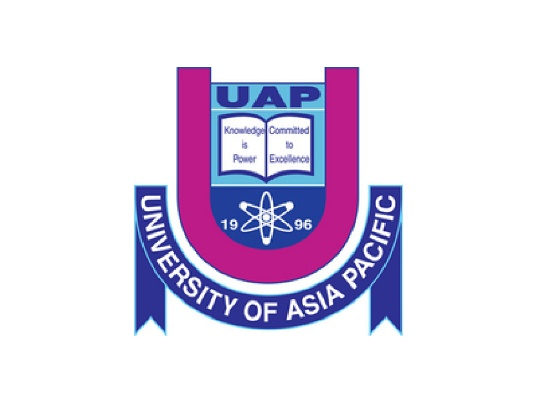 UAP
Knowledge
is
Power
Committed
to
Excellence
19 96
UNIVERSITY OF ASIA PACIFIC